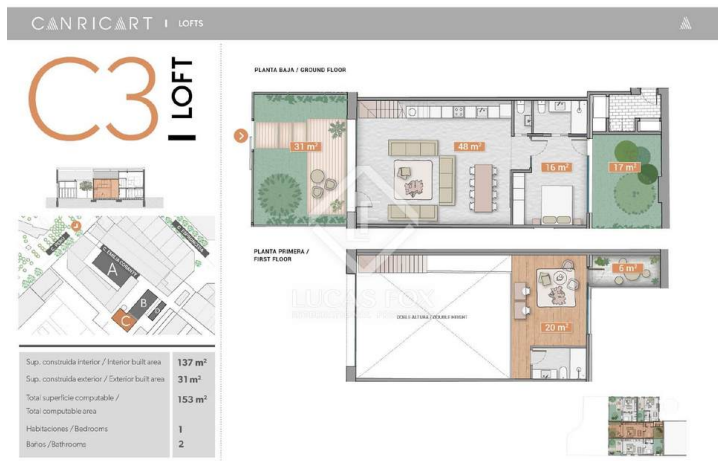 CANRICART | LOFTS
C3 LOFT
PLANTA BAJA / GROUND FLOOR
31 m²
48 m²
16 m²
17 m²
PLANTA PRIMERA /
FIRST FLOOR
6 m²
DOBLE ALTURA / DOUBLE HEIGHT
20 m²
LUCAS FOX
A
B
C
D
Sup. construida interior / Interior built area 137 m²
Sup. construida exterior / Exterior built area 31 m²
Total superficie computable / 153 m²
Total computable area
Habitaciones / Bedrooms 1
Baños / Bathrooms 2